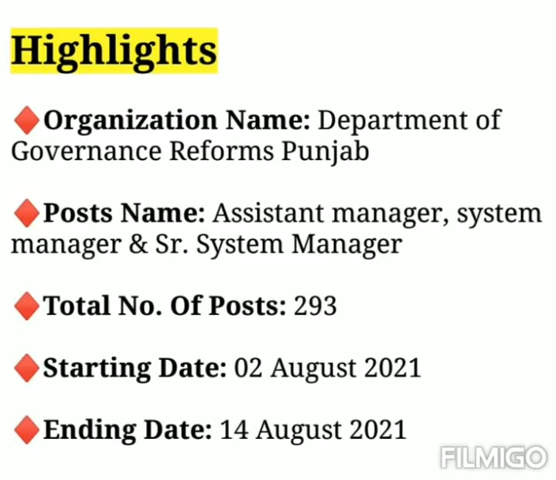 Highlights
♦️Organization Name: Department of
Governance Reforms Punjab
♦️Posts Name: Assistant manager, system
manager & Sr. System Manager
♦️Total No. Of Posts: 293
♦️Starting Date: 02 August 2021
♦️Ending Date: 14 August 2021
FILMIGO